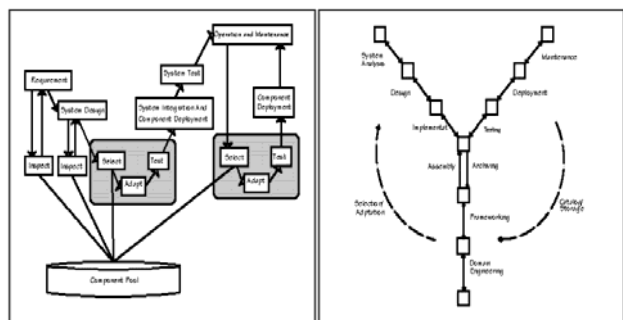 Operation and Maintenance
System Test
Requirement
System Design
System Integration And
Component Deployment
Component
Deployment
Inspect
Inspect
Select
Test
Adapt
Select
Test
Adapt
Component Pool
System
Analysis
Maintenance
Design
Deployment
Implementat
Testing
Assembly
Archiving
Selection/
Adaptation
Catalog/
Storage
Frameworking
Domain
Engineering